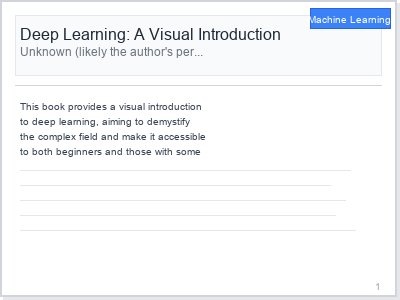 Machine Learning
Deep Learning: A Visual Introduction
Unknown (likely the author's per...
This book provides a visual introduction
to deep learning, aiming to demystify
the complex field and make it accessible
to both beginners and those with some
1